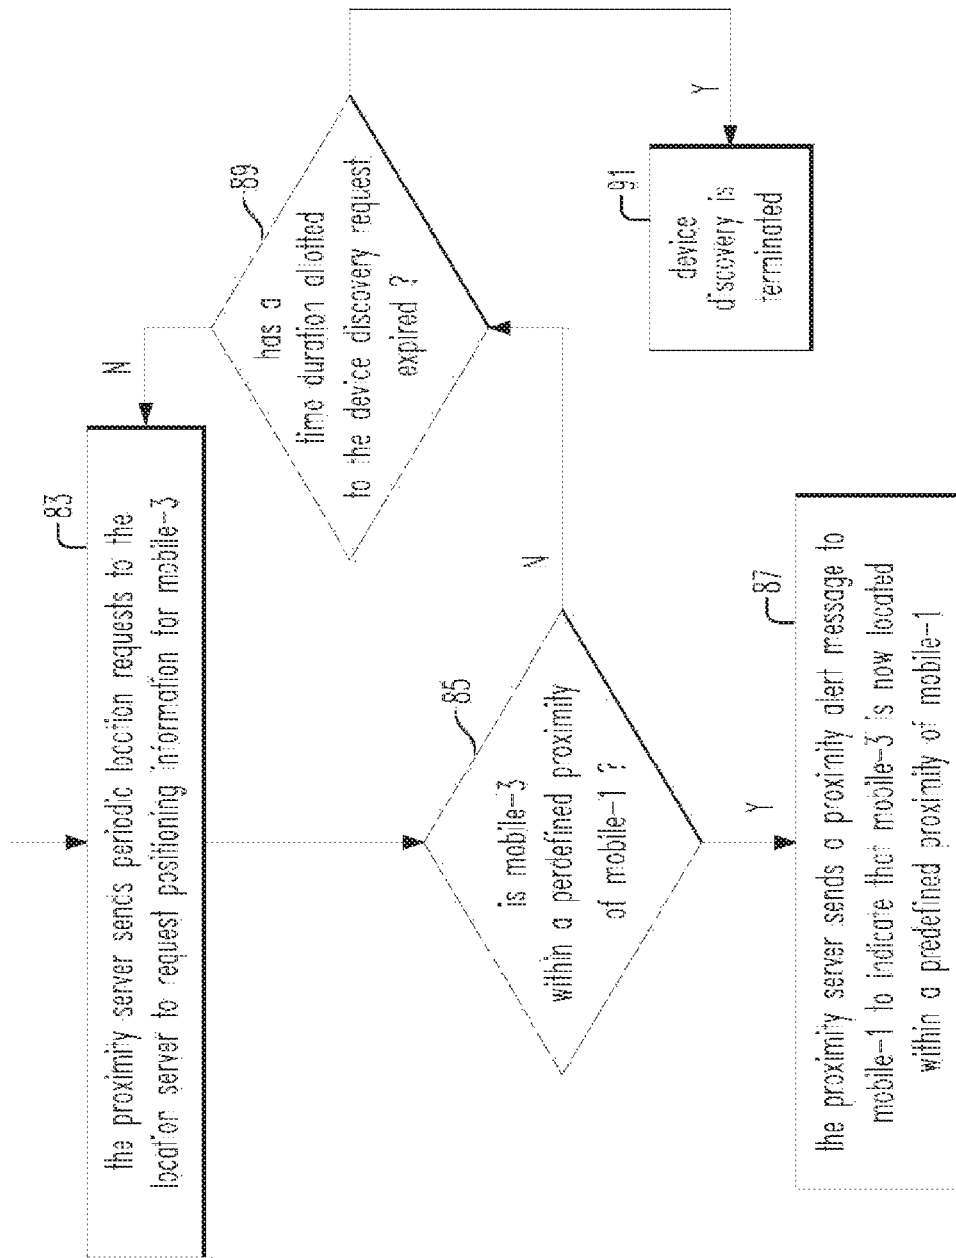 83
the proximity server sends periodic location requests to the
location server to request positioning information for mobile-3
85
is mobile-3
within a perdefined proximity
of mobile-1 ?
Y
N
87
the proximity server sends a proximity alert message to
mobile-1 to indicate that mobile-3 is now located
within a predefined proximity of mobile-1
89
has a
time duration allotted
to the device discovery request
expired ?
N
Y
91
device
discovery is
terminated